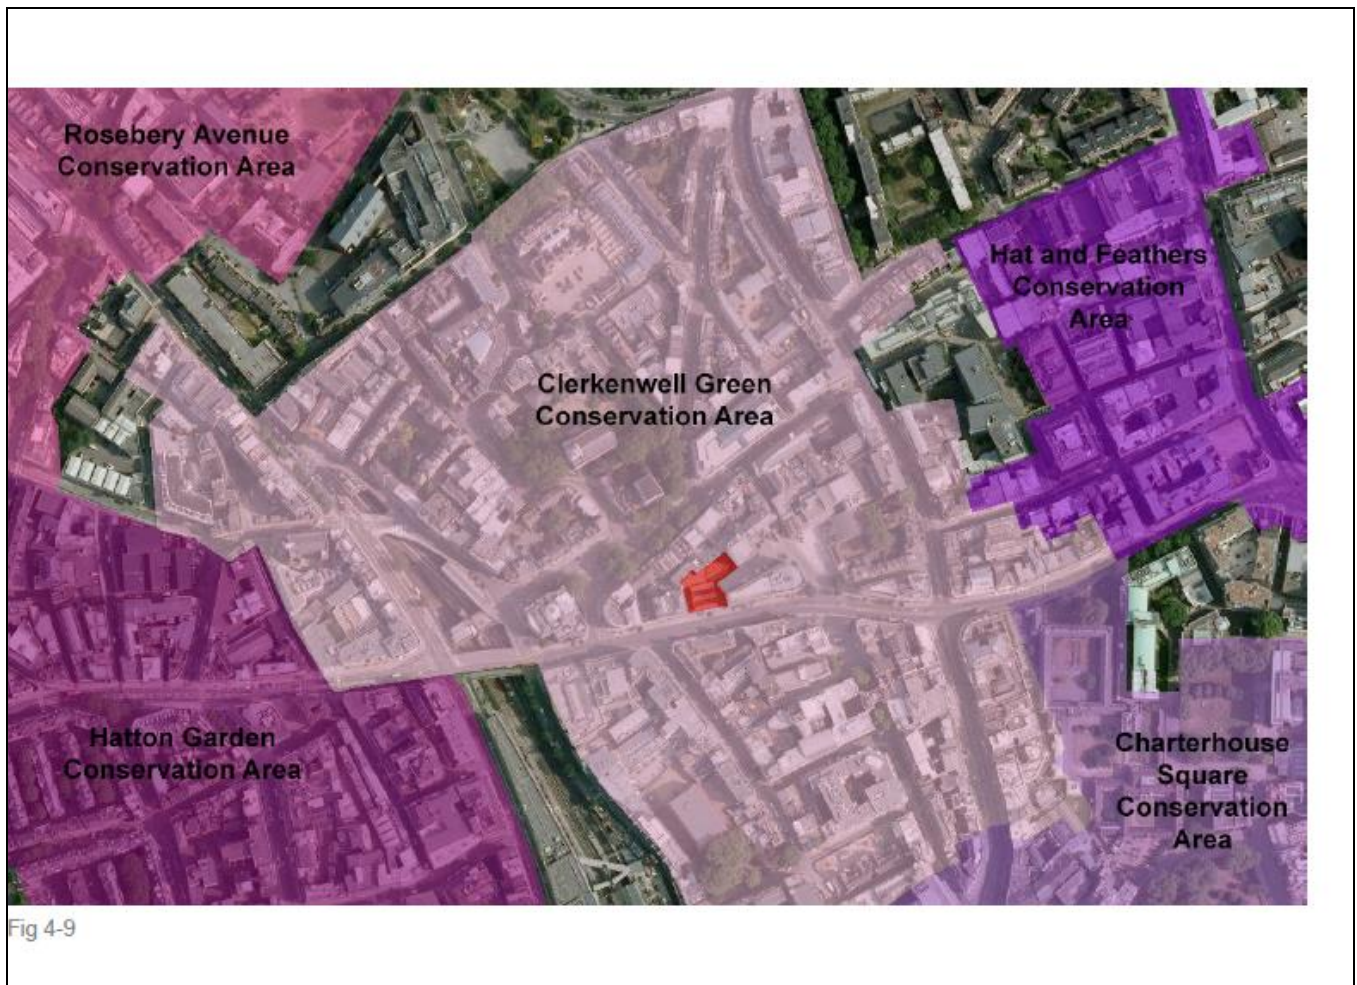 Rosebery Avenue
Conservation Area
Hat and Feathers
Conservation
Area
Clerkenwell Green
Conservation Area
Hatton Garden
Conservation Area
Charterhouse
Square
Conservation
Area
Fig 4-9